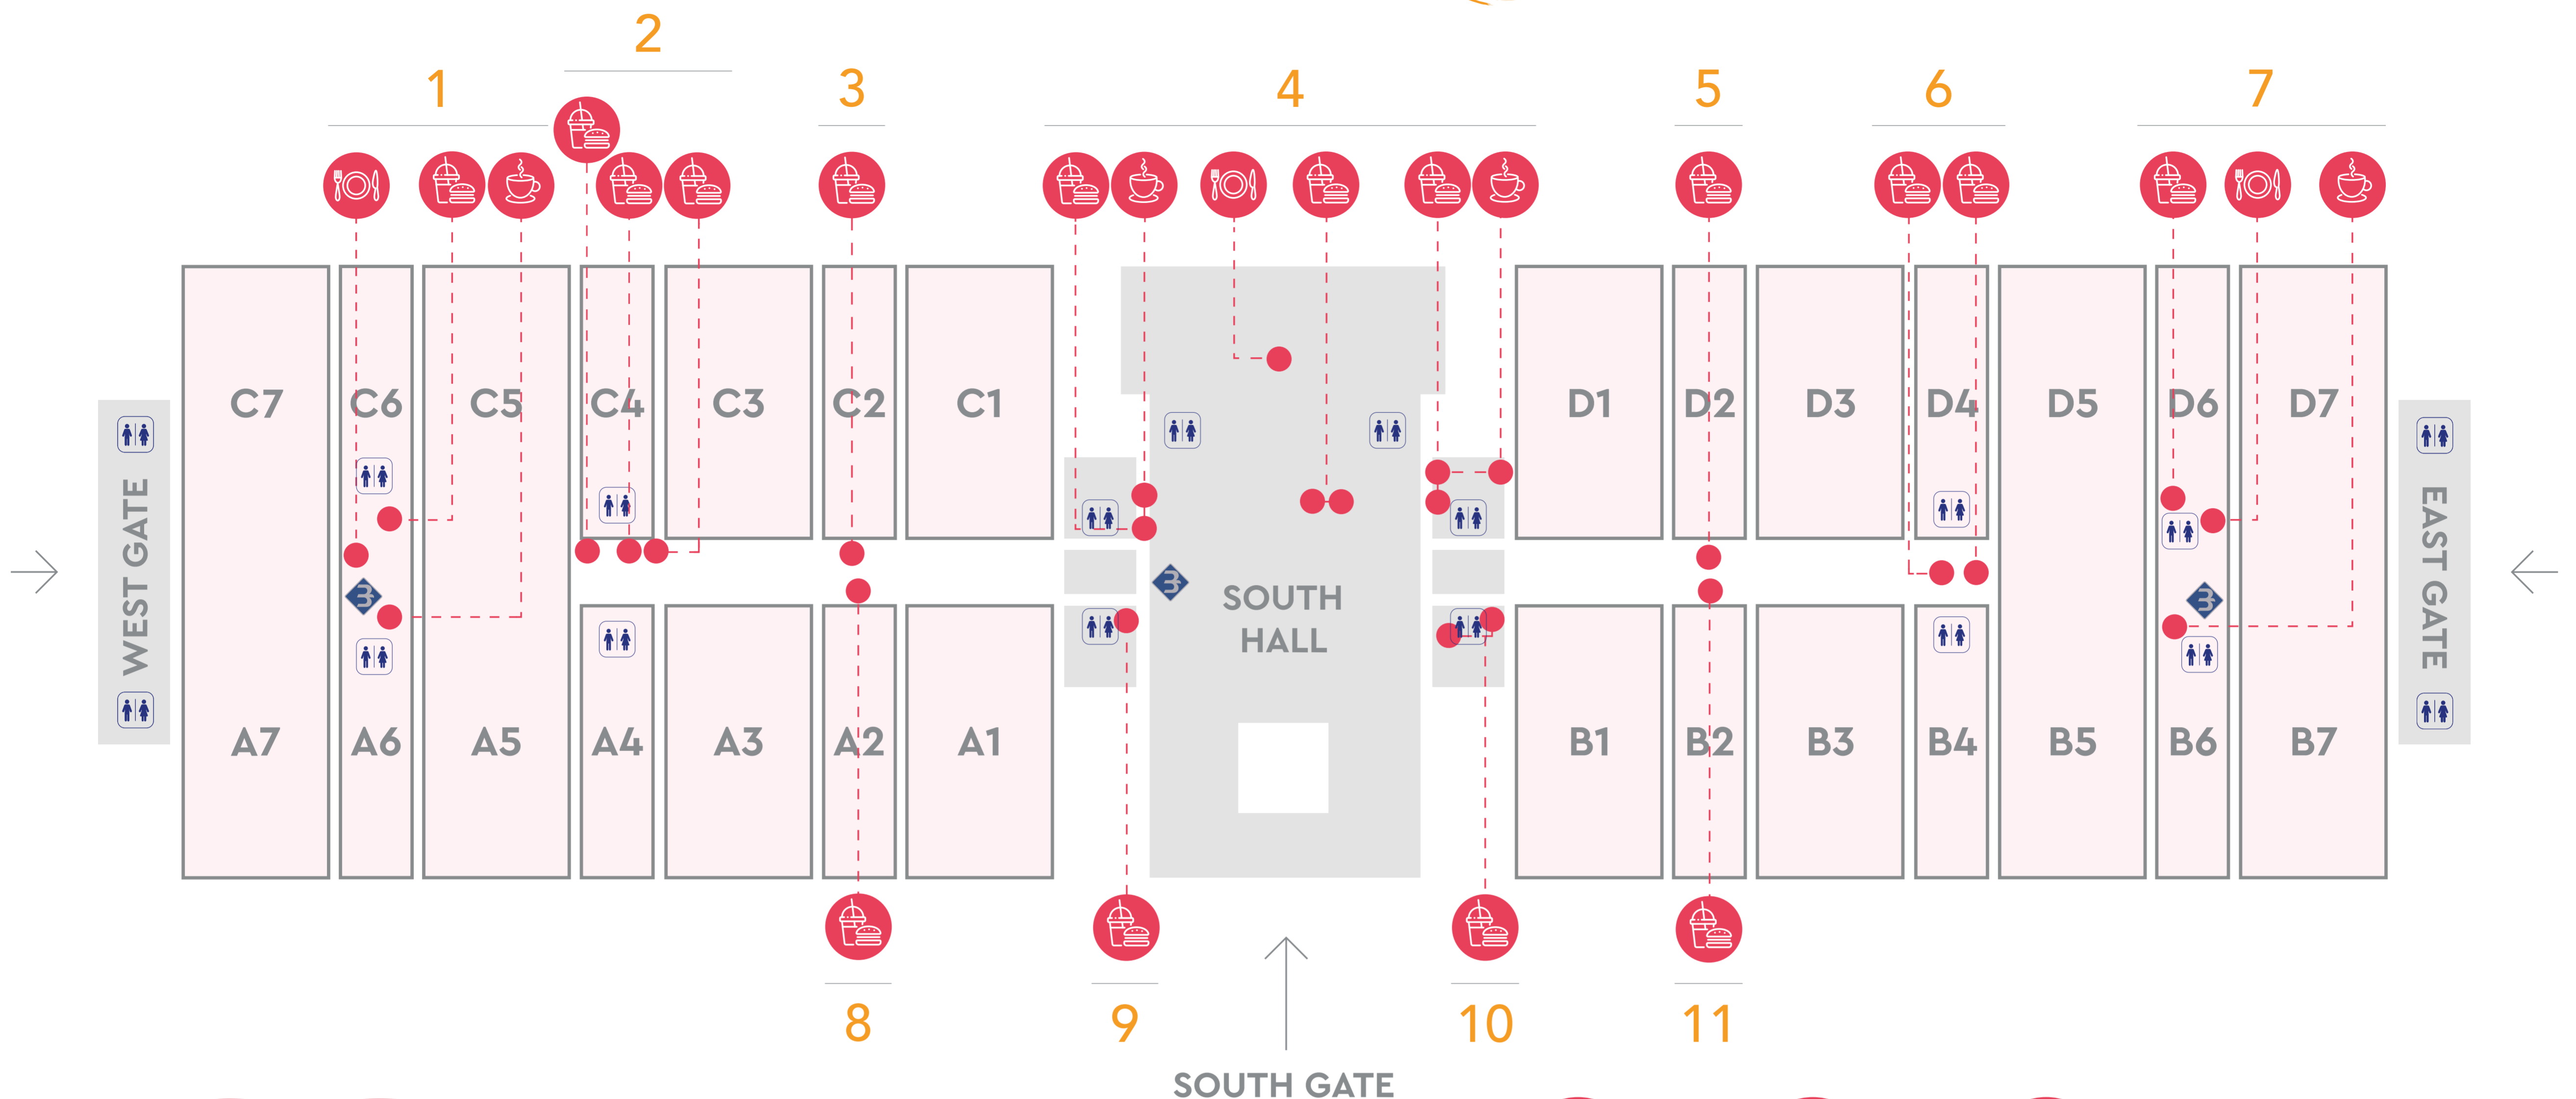 2
1
3
4
5
6
7
C7
C6
C5
C4
C3
C2
C1
D1
D2
D3
D4
D5
D6
D7
WEST GATE
SOUTH
HALL
EAST GATE
A7
A6
A5
A4
A3
A2
A1
B1
B2
B3
B4
B5
B6
B7
8
9
10
11
SOUTH GATE